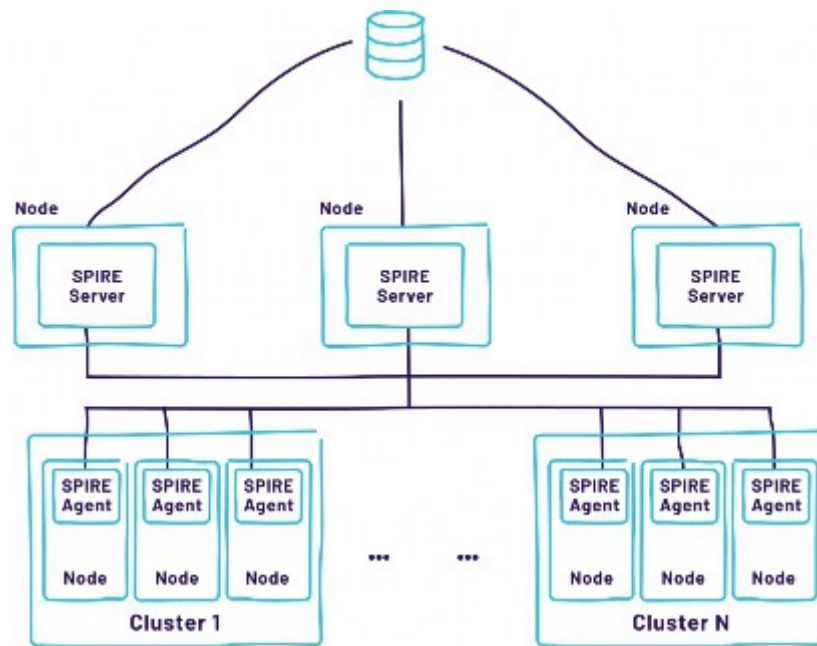 Node
Node
Node
SPIRE
Server
SPIRE
Server
SPIRE
Server
SPIRE
Agent
SPIRE
Agent
SPIRE
Agent
SPIRE
Agent
SPIRE
Agent
SPIRE
Agent
...
...
Node
Node
Node
Node
Node
Node
Cluster 1
Cluster N